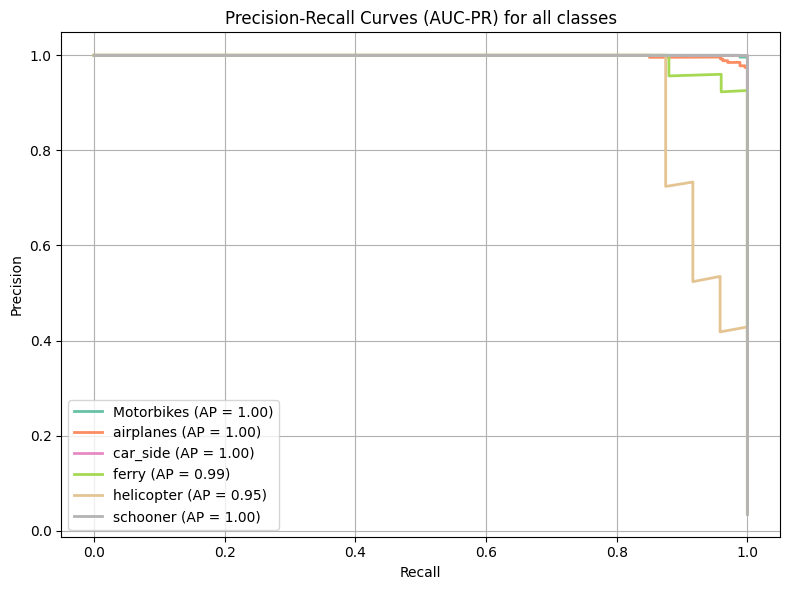 Precision-Recall Curves (AUC-PR) for all classes
1.0
0.8
0.6
0.4
0.2
0.0
Precision
Motorbikes (AP = 1.00)
airplanes (AP = 1.00)
car_side (AP = 1.00)
ferry (AP = 0.99)
helicopter (AP = 0.95)
schooner (AP = 1.00)
0.0 0.2 0.4 0.6 0.8 1.0
Recall